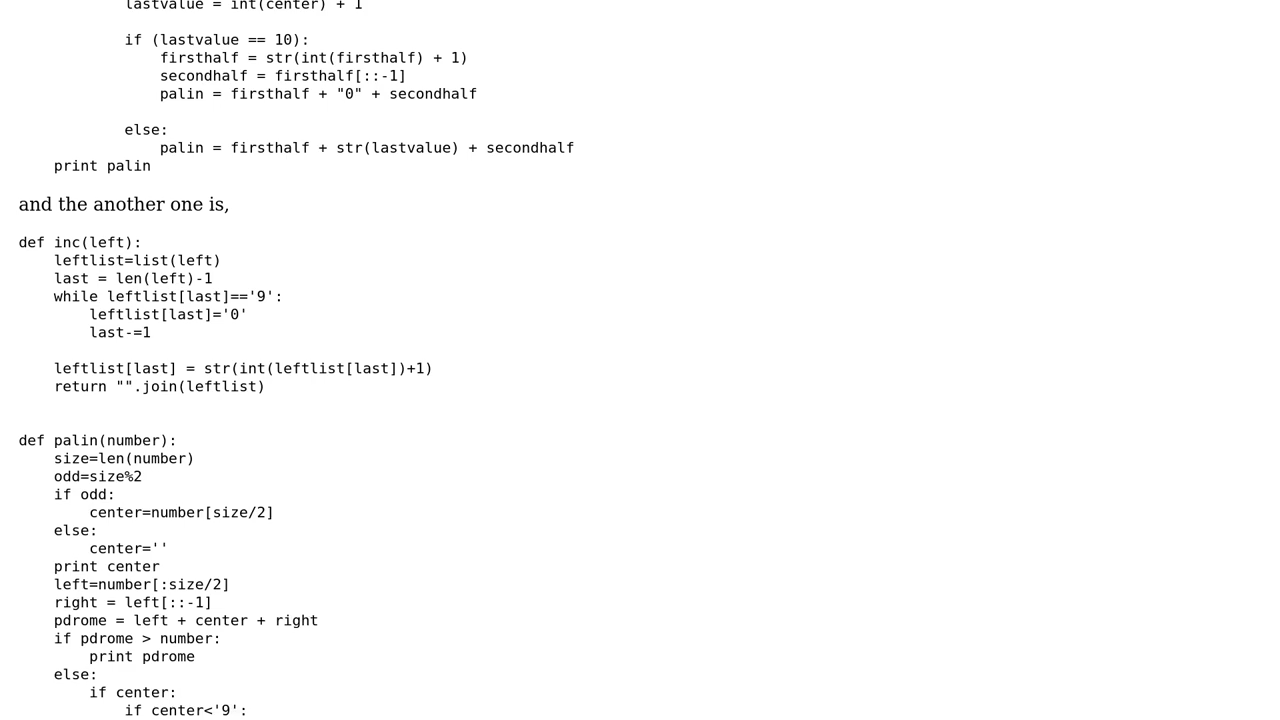 lastvalue = int(center) + 1

            if (lastvalue == 10):
                firsthalf = str(int(firsthalf) + 1)
                secondhalf = firsthalf[::-1]
                palin = firsthalf + "0" + secondhalf

            else:
                palin = firsthalf + str(lastvalue) + secondhalf
    print palin
and the another one is,
def inc(left):
    leftlist=list(left)
    last = len(left)-1
    while leftlist[last]=='9':
        leftlist[last]='0'
        last-=1

    leftlist[last] = str(int(leftlist[last])+1)
    return "".join(leftlist)


def palin(number):
    size=len(number)
    odd=size%2
    if odd:
        center=number[size/2]
    else:
        center=''
    print center
    left=number[:size/2]
    right = left[::-1]
    pdrome = left + center + right
    if pdrome > number:
        print pdrome
    else:
        if center:
            if center<'9':